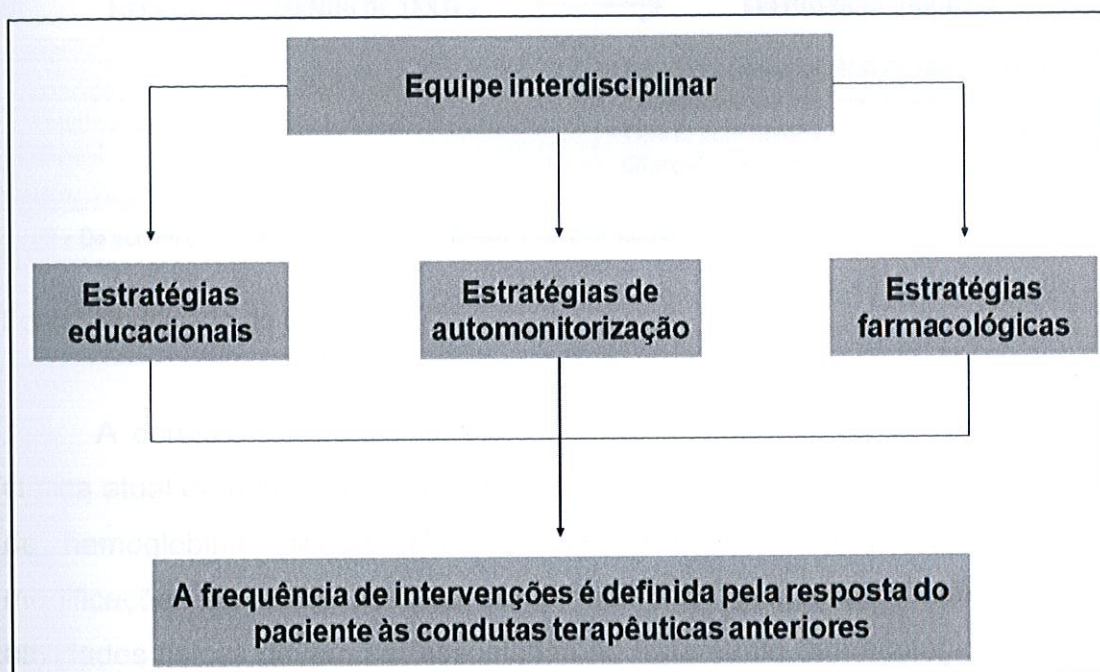 Equipe interdisciplinar
Estratégias
educacionais
Estratégias de
automonitorização
Estratégias
farmacológicas
A frequência de intervenções é definida pela resposta do
paciente às condutas terapêuticas anteriores